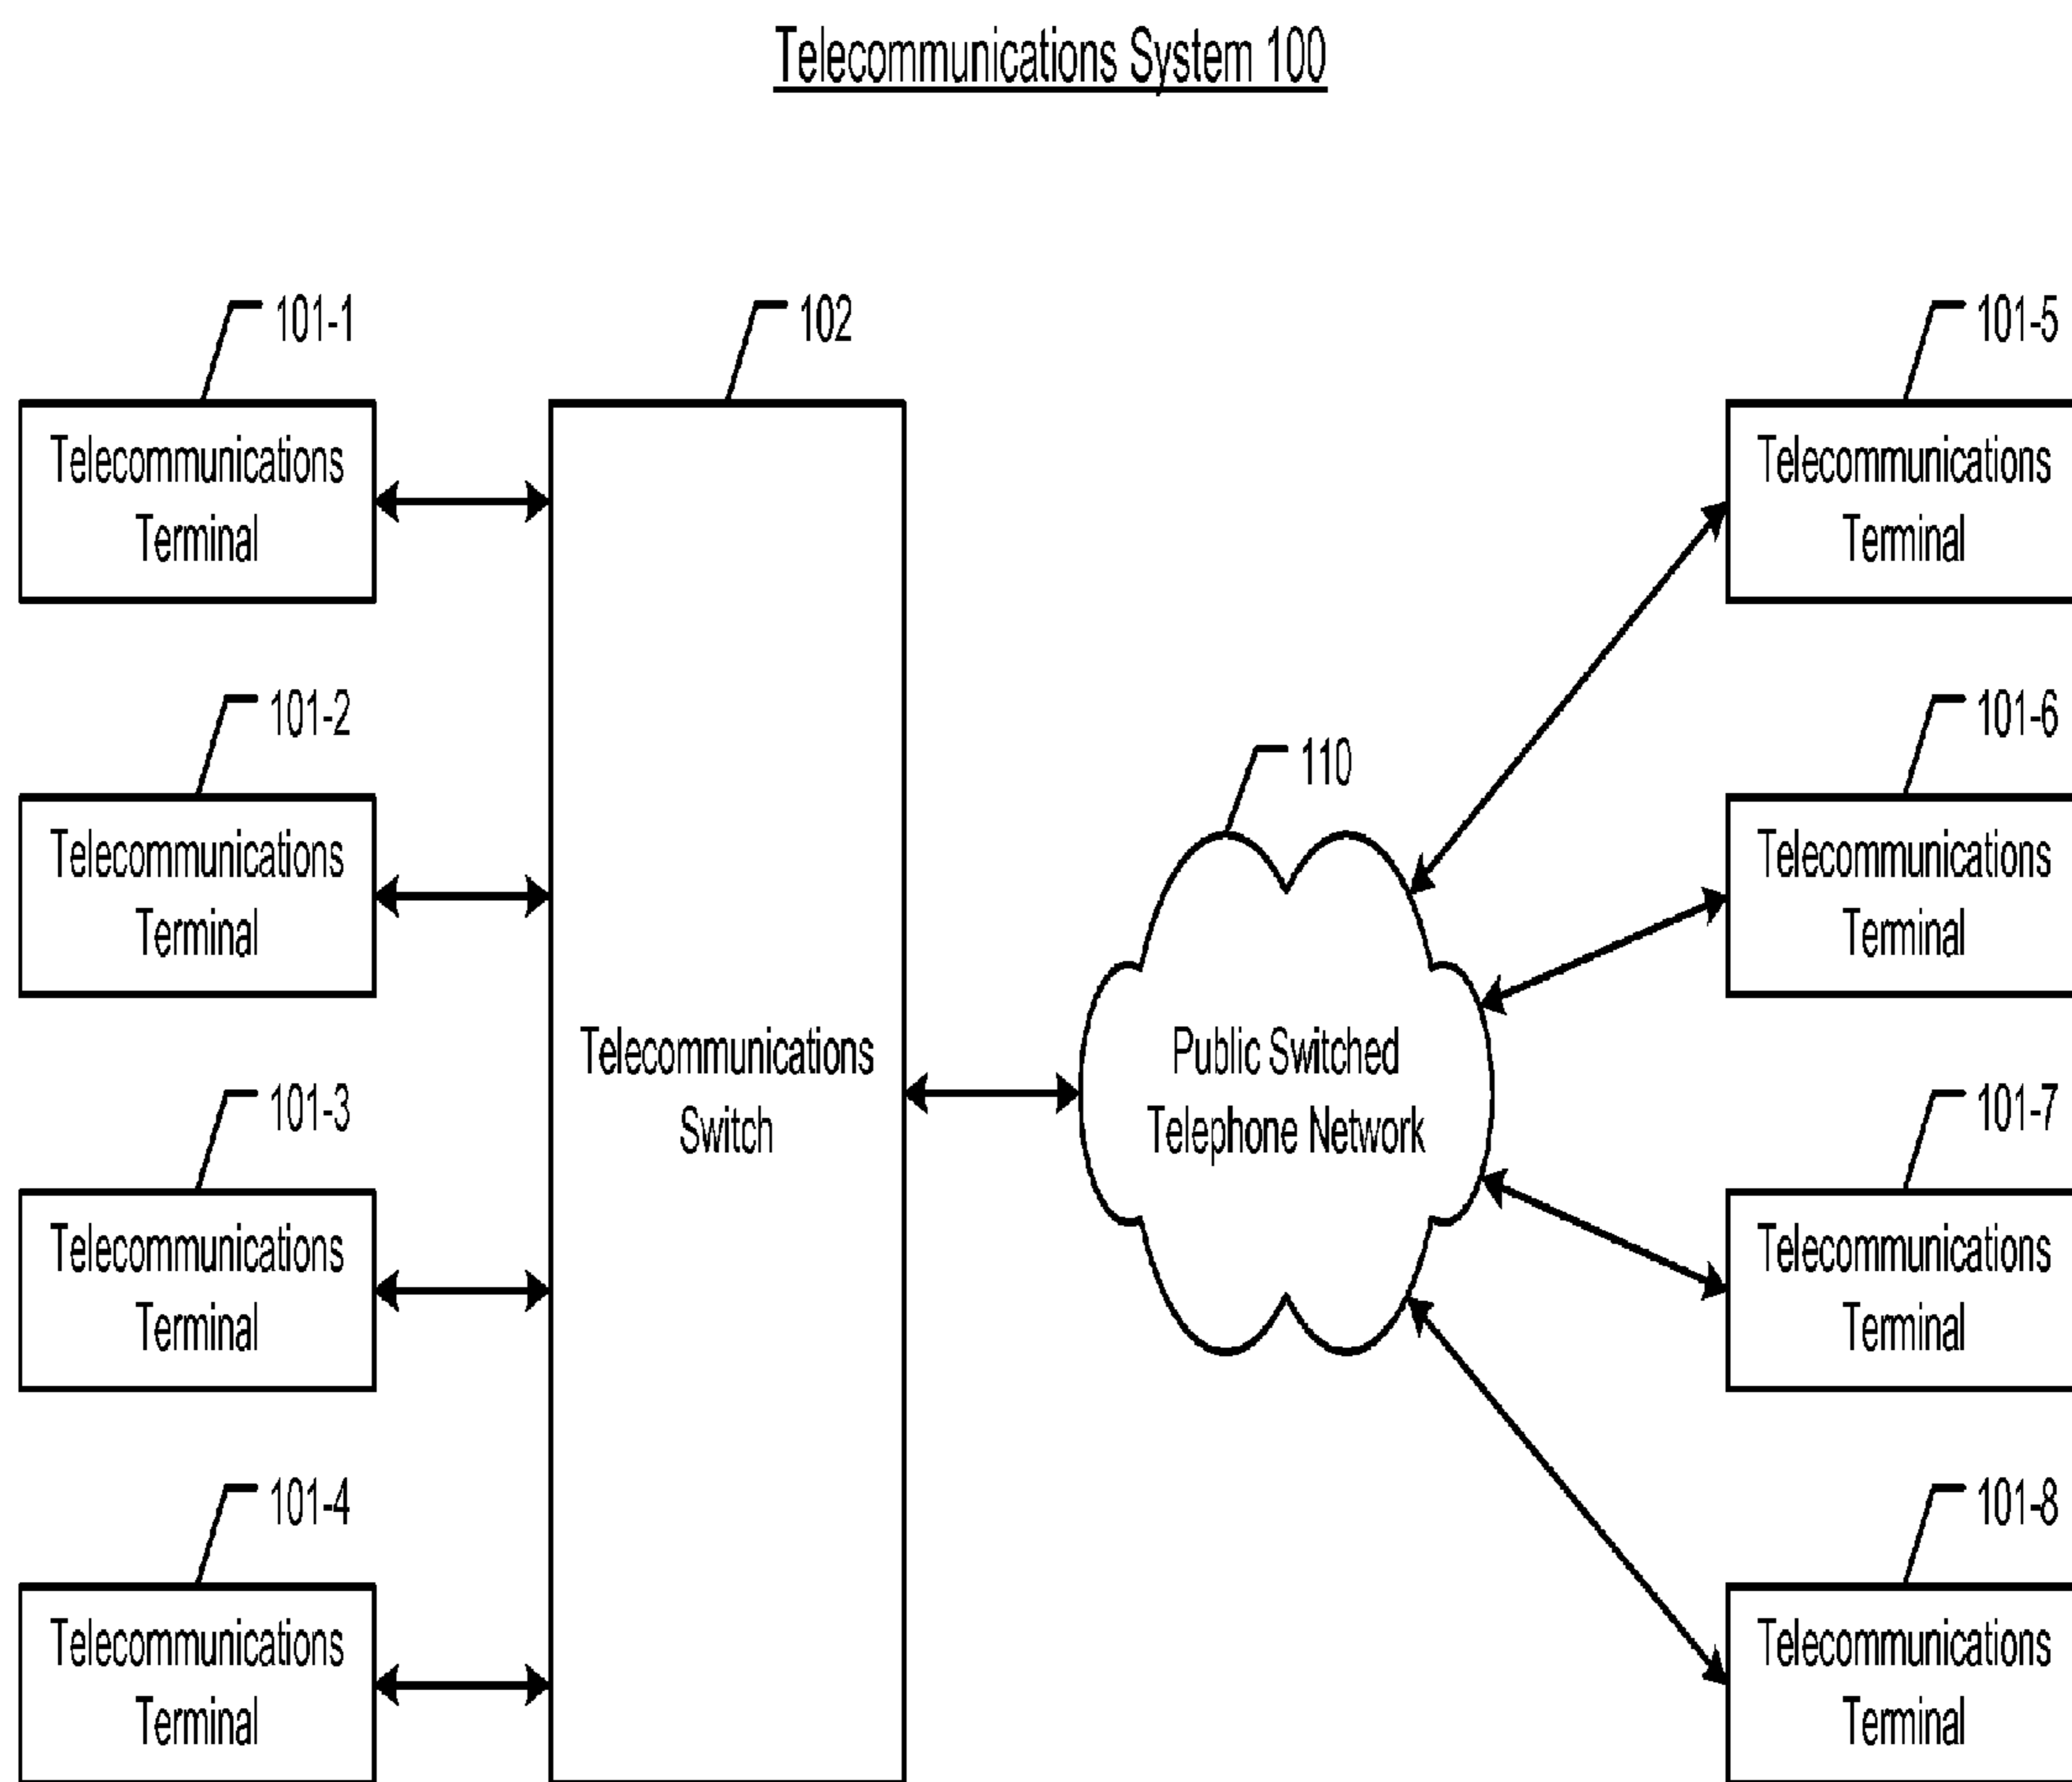 Telecommunications System 100
101-1
102
101-5
Telecommunications
Terminal
Telecommunications
Terminal
101-2
110
101-6
Telecommunications
Terminal
Telecommunications
Terminal
Telecommunications
Switch
Public Switched
Telephone Network
101-3
101-7
Telecommunications
Terminal
Telecommunications
Terminal
101-4
101-8
Telecommunications
Terminal
Telecommunications
Terminal